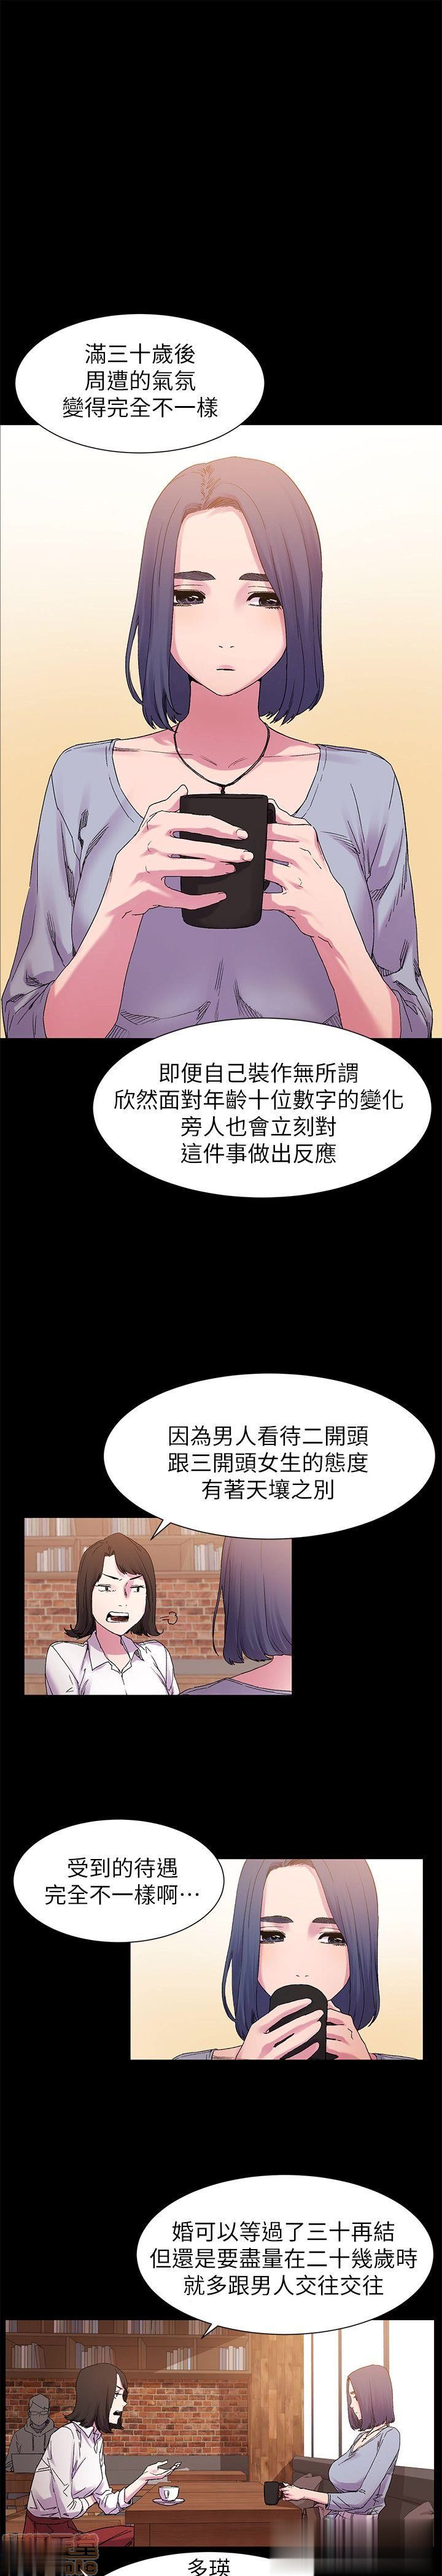 滿三十歲後
周遭的氣氛
變得完全不一樣
即便自己裝作無所謂
欣然面對年齡十位數字的變化
旁人也會立刻對
這件事做出反應
因為男人看待二開頭
跟三開頭女生的態度
有著天壤之別
受到的待遇
完全不一樣啊⋯
婚可以等過了三十再結
但還是要盡量在二十幾歲時
就多跟男人交往交往
多瑛